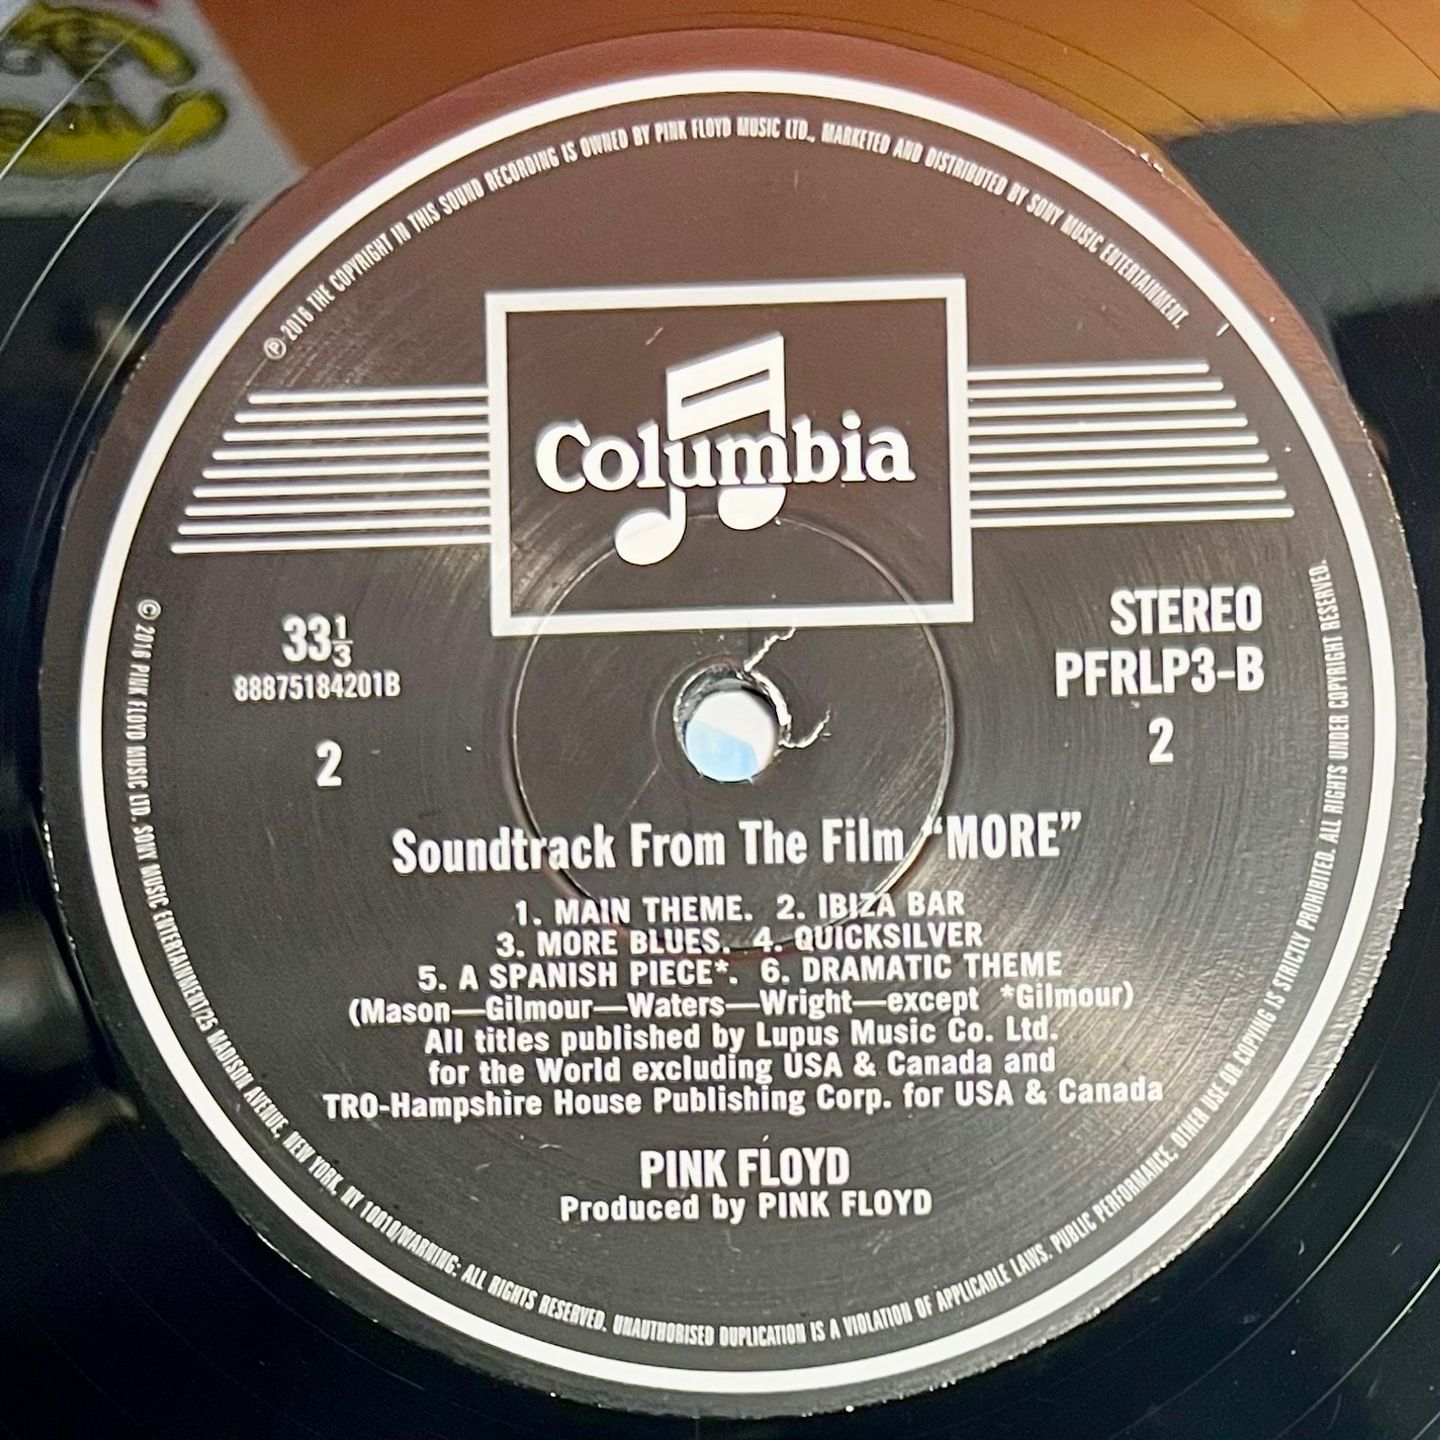 ℗ 2016 THE COPYRIGHT IN THIS SOUND RECORDING IS OWNED BY PINK FLOYD MUSIC LTD., MARKETED AND DISTRIBUTED BY SONY MUSIC ENTERTAINMENT.
Columbia
33 1/3
88875184201B
2
STEREO
PFRLP3-B
2
Soundtrack From The Film “MORE”
1. MAIN THEME. 2. IBIZA BAR
3. MORE BLUES. 4. QUICKSILVER
5. A SPANISH PIECE*. 6. DRAMATIC THEME
(Mason—Gilmour—Waters—Wright—except *Gilmour)
All titles published by Lupus Music Co. Ltd.
for the World excluding USA & Canada and
TRO-Hampshire House Publishing Corp. for USA & Canada
PINK FLOYD
Produced by PINK FLOYD
© 2016 PINK FLOYD MUSIC LTD. SONY MUSIC ENTERTAINMENT/25 MADISON AVENUE, NEW YORK, NY 10010/WARNING: ALL RIGHTS RESERVED. UNAUTHORISED DUPLICATION IS A VIOLATION OF APPLICABLE LAWS. PUBLIC PERFORMANCE, OTHER USE OR COPYING IS STRICTLY PROHIBITED. ALL RIGHTS UNDER COPYRIGHT RESERVED.